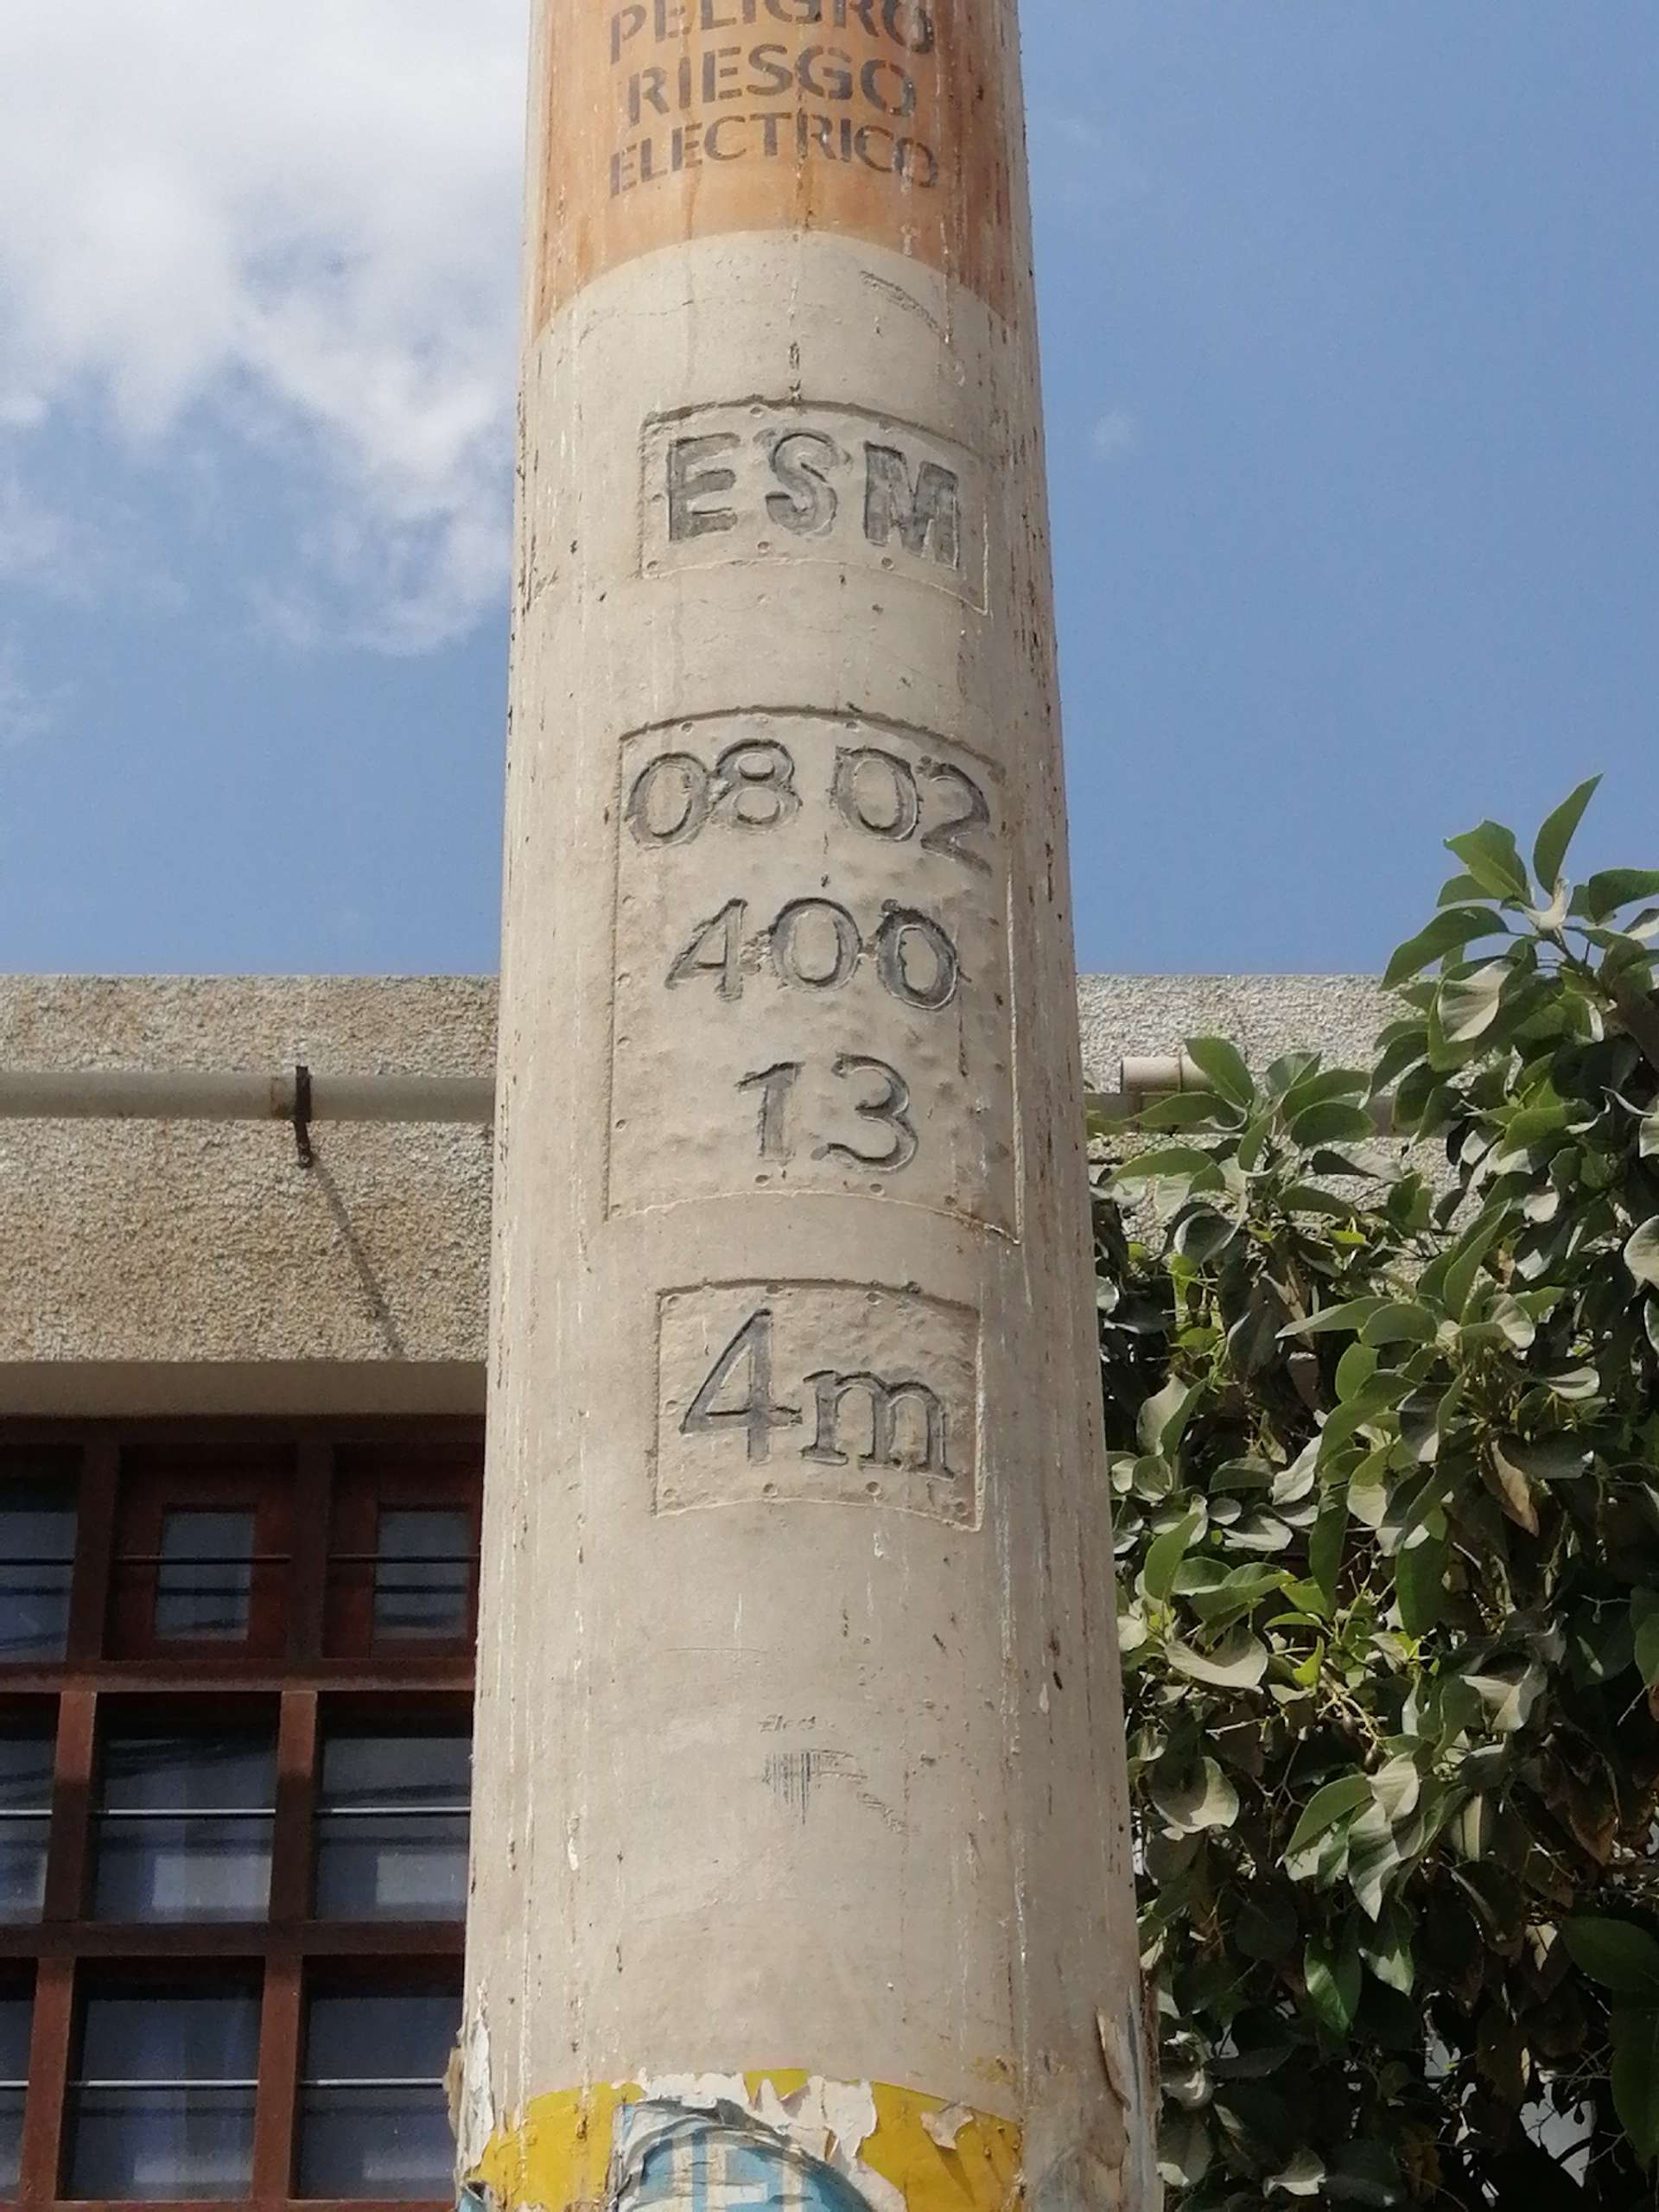 PELIGRO
RIESGO
ELECTRICO
ESM
08 02
400
13
4m